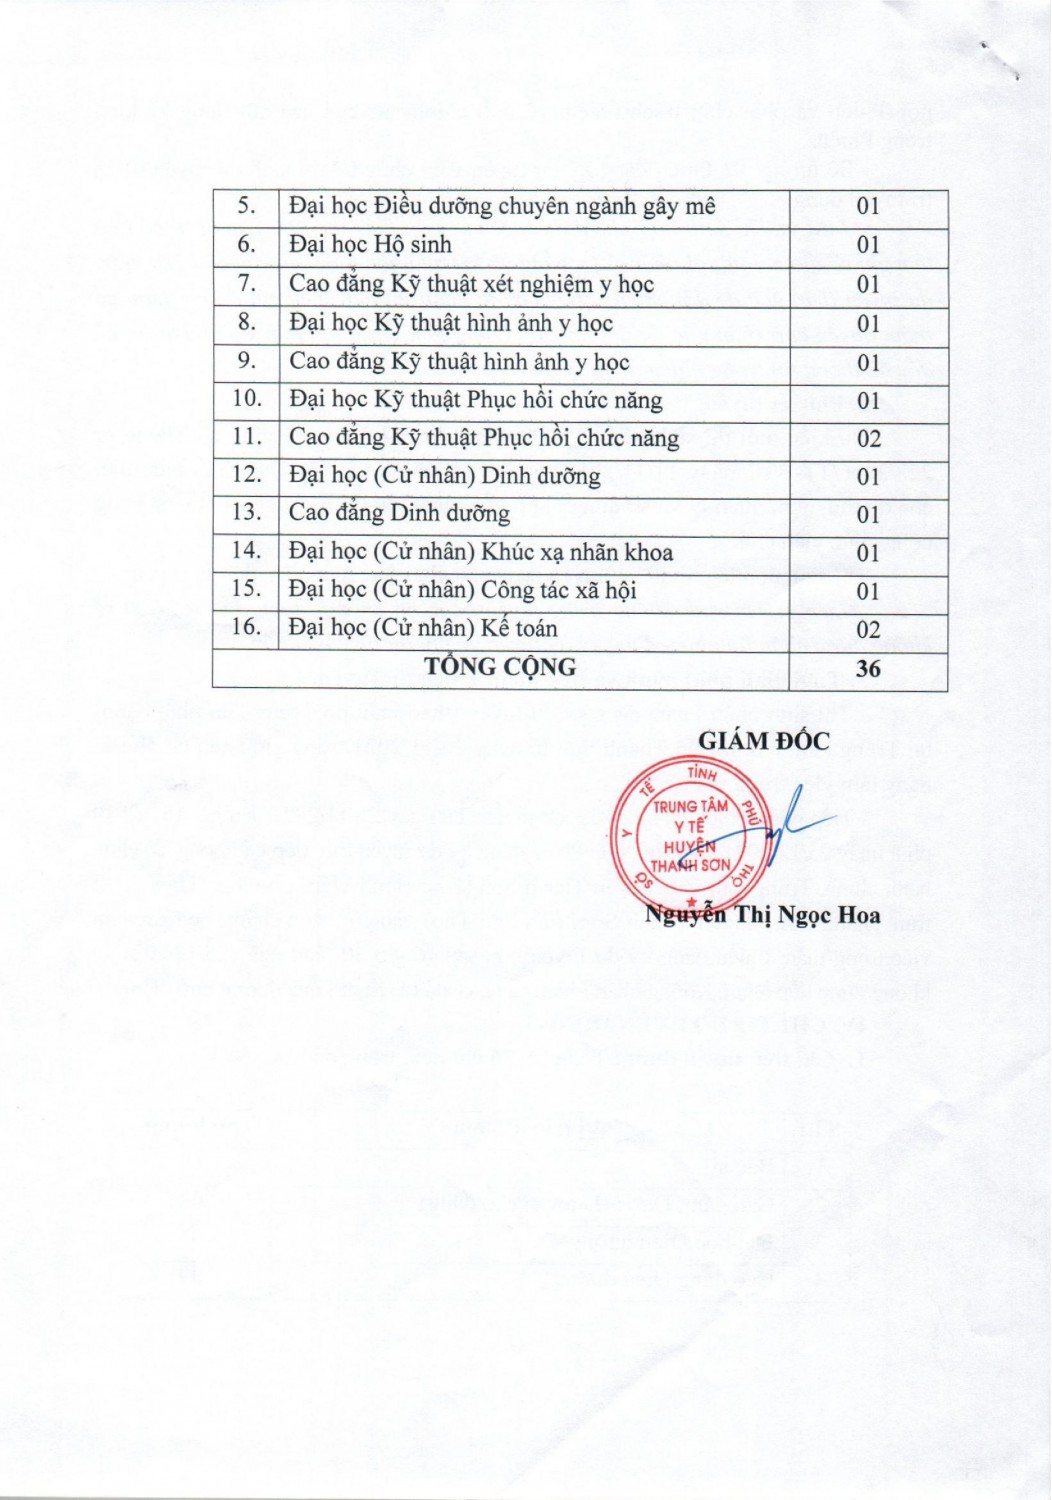 5. Đại học Điều dưỡng chuyên ngành gây mê 01
6. Đại học Hộ sinh 01
7. Cao đẳng Kỹ thuật xét nghiệm y học 01
8. Đại học Kỹ thuật hình ảnh y học 01
9. Cao đẳng Kỹ thuật hình ảnh y học 01
10. Đại học Kỹ thuật Phục hồi chức năng 01
11. Cao đẳng Kỹ thuật Phục hồi chức năng 02
12. Đại học (Cử nhân) Dinh dưỡng 01
13. Cao đẳng Dinh dưỡng 01
14. Đại học (Cử nhân) Khúc xạ nhãn khoa 01
15. Đại học (Cử nhân) Công tác xã hội 01
16. Đại học (Cử nhân) Kế toán 02
TỔNG CỘNG 36
GIÁM ĐỐC
SỞ Y TẾ TỈNH PHÚ THỌ
TRUNG TÂM
Y TẾ
HUYỆN
THANH SƠN
Nguyễn Thị Ngọc Hoa